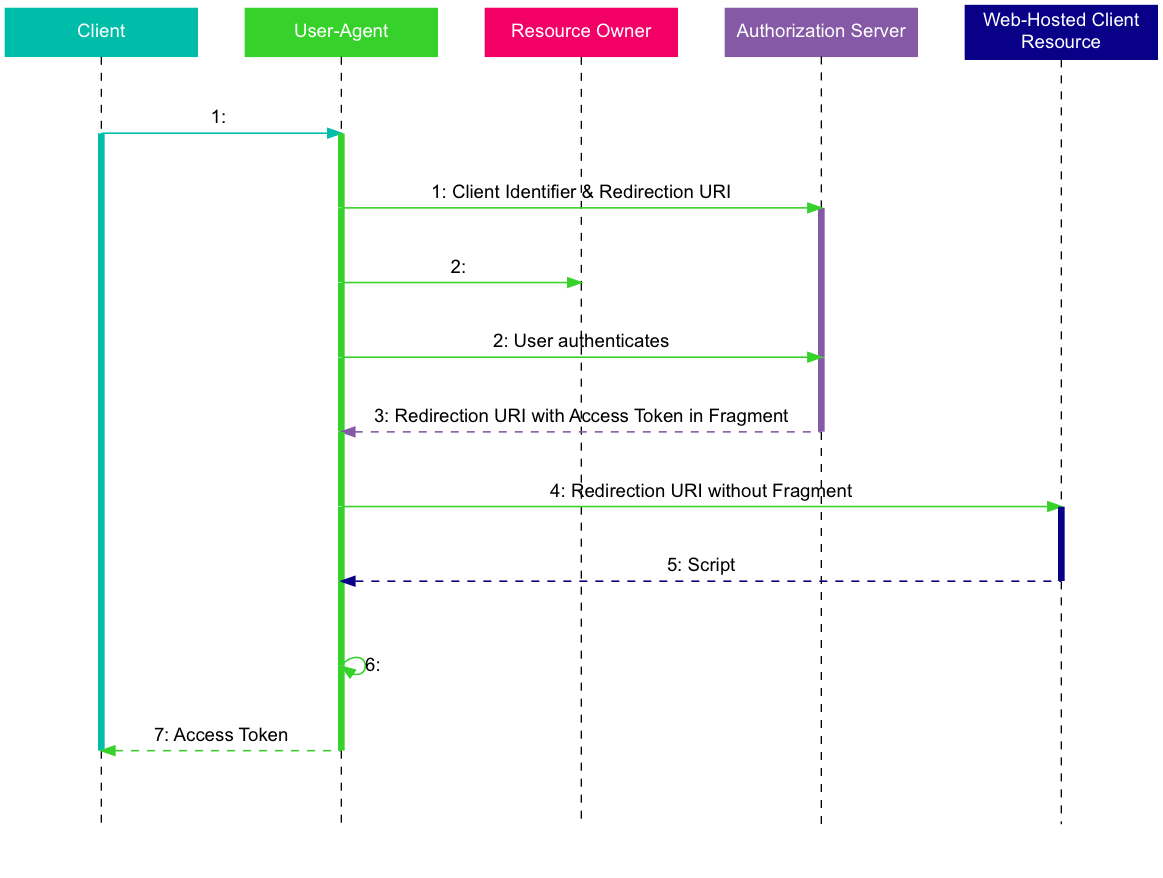 Client
User-Agent
Resource Owner
Authorization Server
Web-Hosted Client
Resource
1:
1: Client Identifier & Redirection URI
2:
2: User authenticates
3: Redirection URI with Access Token in Fragment
4: Redirection URI without Fragment
5: Script
6:
7: Access Token